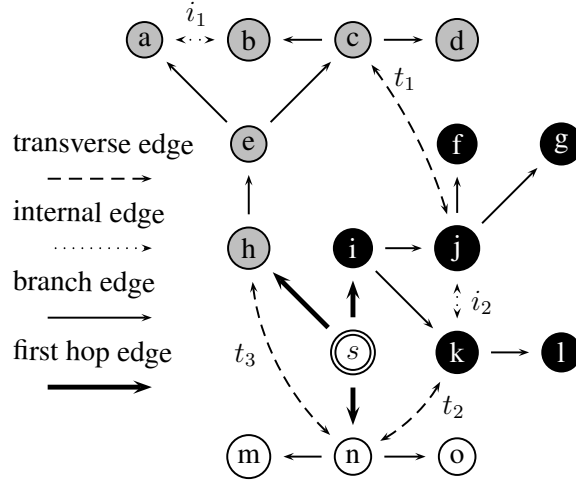 i₁
a b c d
t₁
transverse edge
e f g
internal edge
h i j
branch edge
i₂
first hop edge
t₃ s k l
t₂
m n o